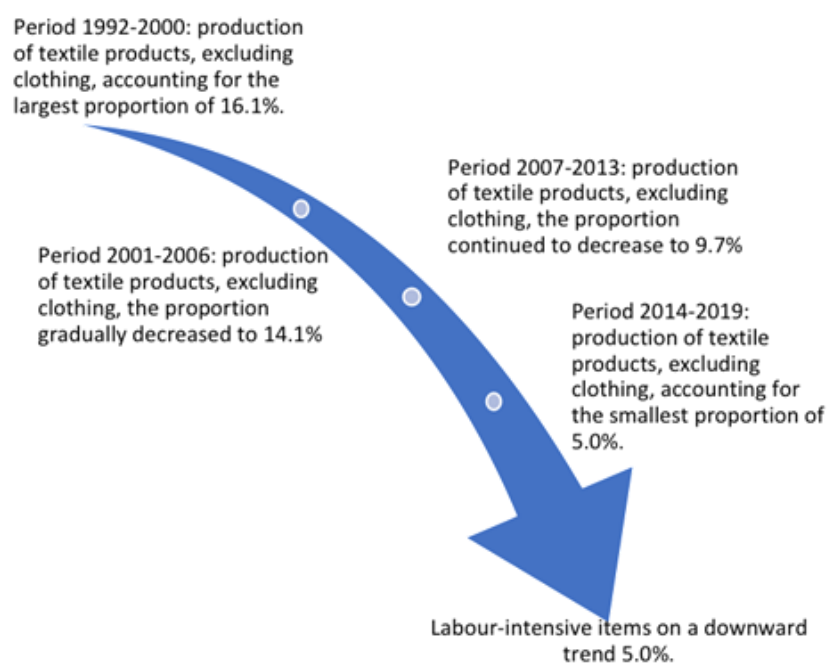 Period 1992-2000: production
of textile products, excluding
clothing, accounting for the
largest proportion of 16.1%.
Period 2001-2006: production
of textile products, excluding
clothing, the proportion
gradually decreased to 14.1%
Period 2007-2013: production
of textile products, excluding
clothing, the proportion
continued to decrease to 9.7%
Period 2014-2019:
production of textile
products, excluding
clothing, accounting for
the smallest proportion of
5.0%.
Labour-intensive items on a downward
trend 5.0%.